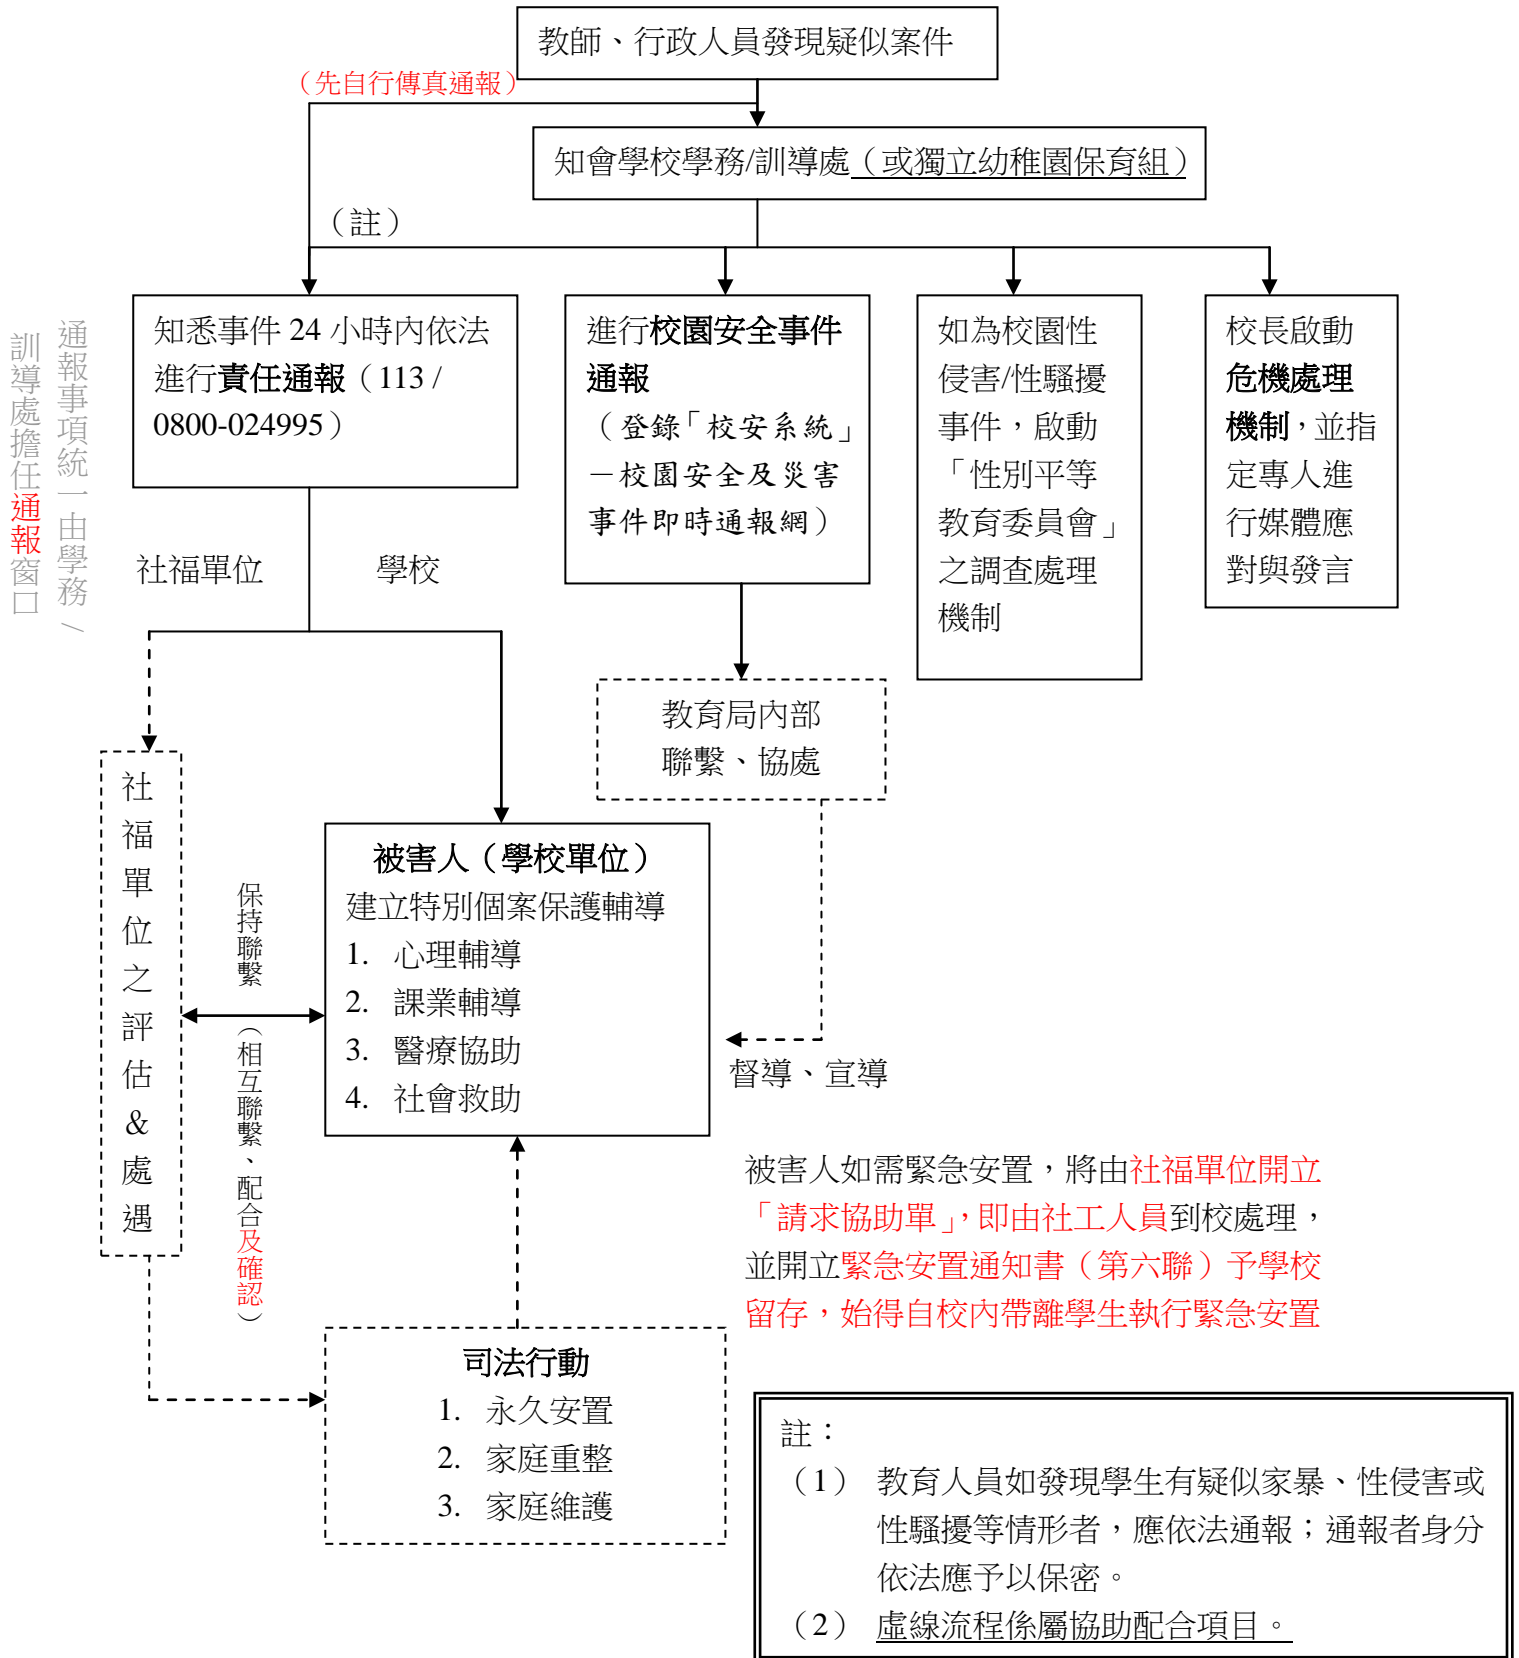 教師、行政人員發現疑似案件
（先自行傳真通報）
知會學校學務/訓導處（或獨立幼稚園保育組）
（註）
通報事項統一由學務/
訓導處擔任通報窗口
知悉事件 24 小時內依法
進行責任通報（113 /
0800-024995）
進行校園安全事件
通報
（登錄「校安系統」
－校園安全及災害
事件即時通報網）
如為校園性
侵害/性騷擾
事件，啟動
「性別平等
教育委員會」
之調查處理
機制
校長啟動
危機處理
機制，並指
定專人進
行媒體應
對與發言
社福單位
學校
教育局內部
聯繫、協處
社福單位之評估&處遇
保持聯繫
（相互聯繫、配合及確認）
被害人（學校單位）
建立特別個案保護輔導
1. 心理輔導
2. 課業輔導
3. 醫療協助
4. 社會救助
督導、宣導
被害人如需緊急安置，將由社福單位開立
「請求協助單」，即由社工人員到校處理，
並開立緊急安置通知書（第六聯）予學校
留存，始得自校內帶離學生執行緊急安置
司法行動
1. 永久安置
2. 家庭重整
3. 家庭維護
註：
（1） 教育人員如發現學生有疑似家暴、性侵害或
性騷擾等情形者，應依法通報；通報者身分
依法應予以保密。
（2） 虛線流程係屬協助配合項目。